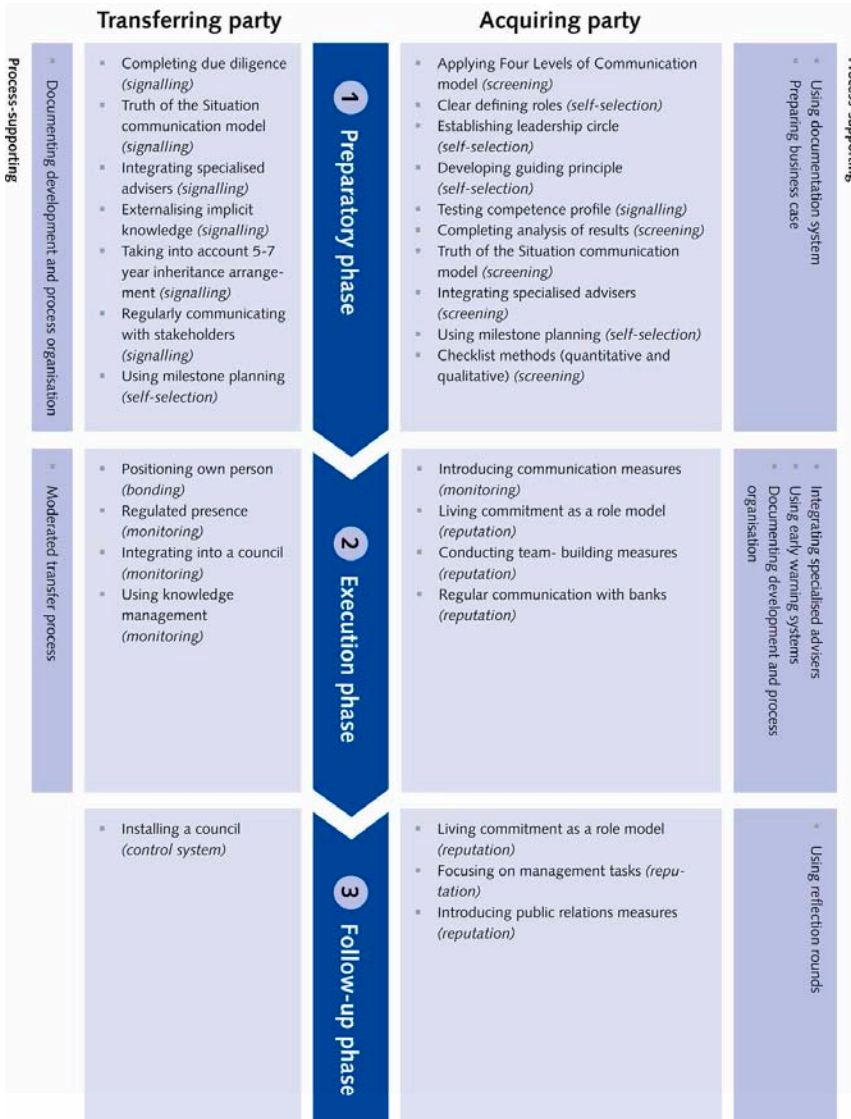 Transferring party
Acquiring party
Process-supporting
Documenting development and process organisation
Completing due diligence
(signalling)
Truth of the Situation
communication model
(signalling)
Integrating specialised
advisers (signalling)
Externalising implicit
knowledge (signalling)
Taking into account 5-7
year inheritance arrange-
ment (signalling)
Regularly communicating
with stakeholders
(signalling)
Using milestone planning
(self-selection)
1 Preparatory phase
Applying Four Levels of Communication
model (screening)
Clear defining roles (self-selection)
Establishing leadership circle
(self-selection)
Developing guiding principle
(self-selection)
Testing competence profile (signalling)
Completing analysis of results (screening)
Truth of the Situation communication
model (screening)
Integrating specialised advisers
(screening)
Using milestone planning (self-selection)
Checklist methods (quantitative and
qualitative) (screening)
Using documentation system
Preparing business case
Process-supporting
Moderated transfer process
Positioning own person
(bonding)
Regulated presence
(monitoring)
Integrating into a council
(monitoring)
Using knowledge
management
(monitoring)
2 Execution phase
Introducing communication measures
(monitoring)
Living commitment as a role model
(reputation)
Conducting team- building measures
(reputation)
Regular communication with banks
(reputation)
Integrating specialised advisers
Using early warning systems
Documenting development and process
organisation
Installing a council
(control system)
3 Follow-up phase
Living commitment as a role model
(reputation)
Focusing on management tasks (repu-
tation)
Introducing public relations measures
(reputation)
Using reflection rounds